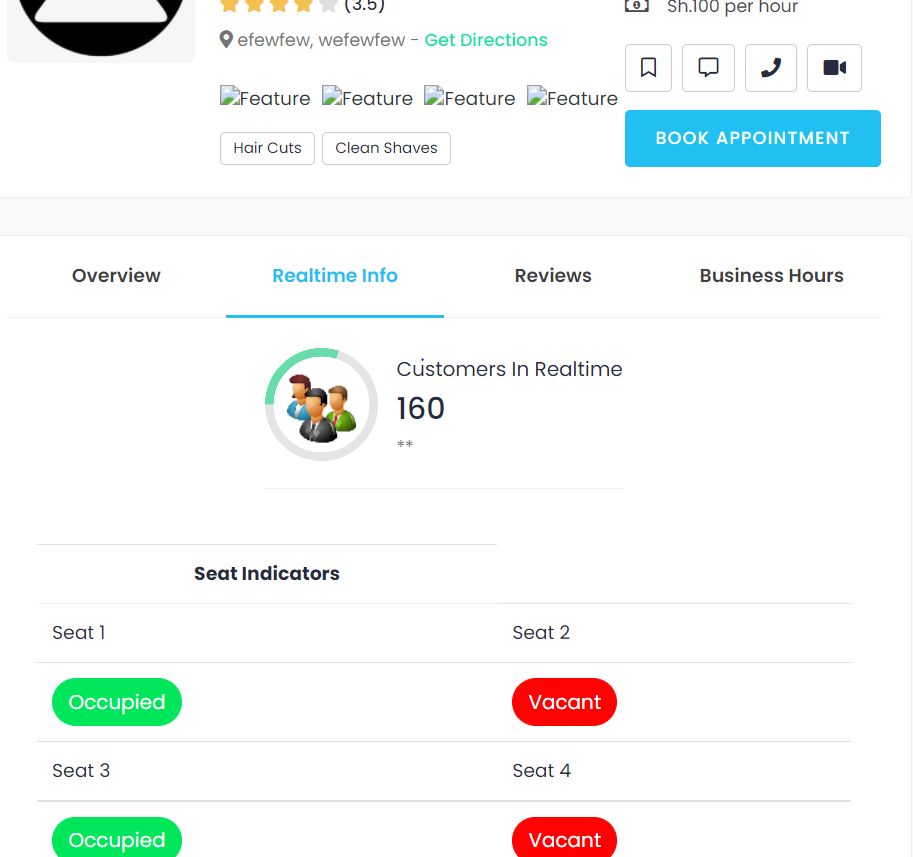 (3.5)
Sh.100 per hour
efewfew, wefewfew - Get Directions
Feature Feature Feature Feature
Hair Cuts Clean Shaves
BOOK APPOINTMENT
Overview Realtime Info Reviews Business Hours
Customers In Realtime
160
**
Seat Indicators
Seat 1 Seat 2
Occupied Vacant
Seat 3 Seat 4
Occupied Vacant